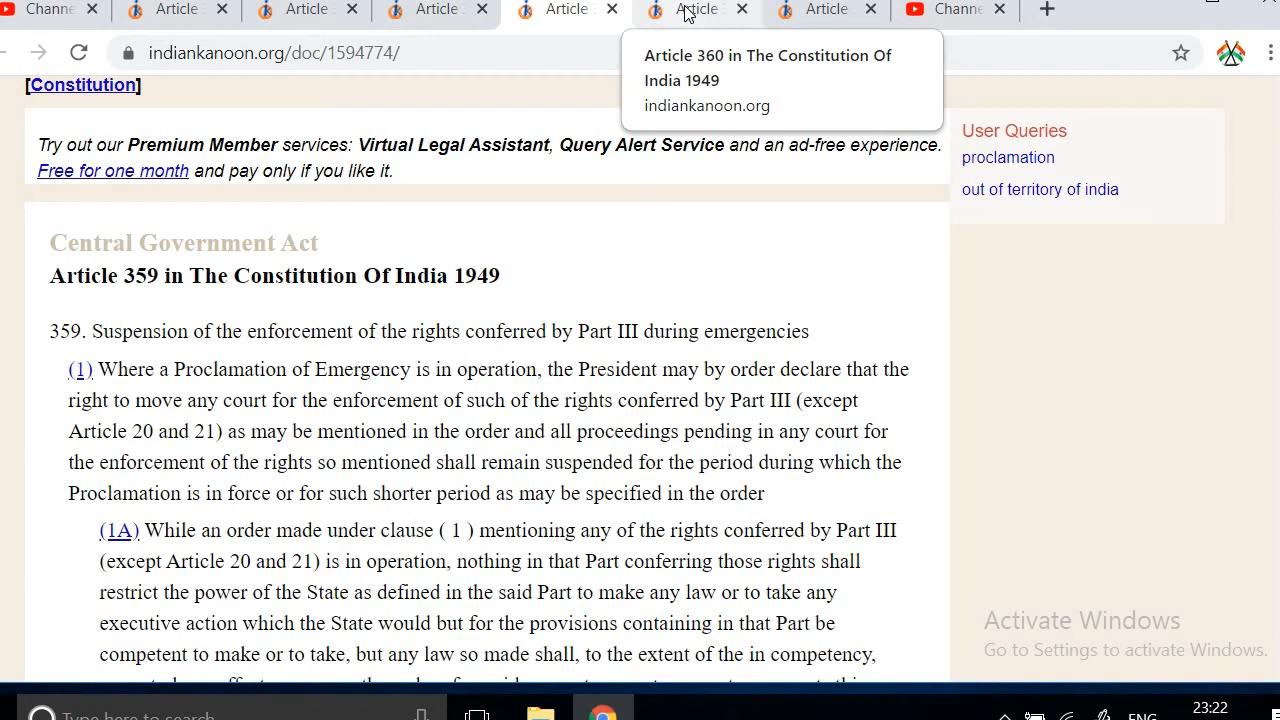 Channe
Article
Article
Article
Article
Article
Article
Channe
indiankanoon.org/doc/1594774/
Article 360 in The Constitution Of
India 1949
indiankanoon.org
[Constitution]
Try out our Premium Member services: Virtual Legal Assistant, Query Alert Service and an ad-free experience.
Free for one month and pay only if you like it.
User Queries
proclamation
out of territory of india
Central Government Act
Article 359 in The Constitution Of India 1949
359. Suspension of the enforcement of the rights conferred by Part III during emergencies
(1) Where a Proclamation of Emergency is in operation, the President may by order declare that the
right to move any court for the enforcement of such of the rights conferred by Part III (except
Article 20 and 21) as may be mentioned in the order and all proceedings pending in any court for
the enforcement of the rights so mentioned shall remain suspended for the period during which the
Proclamation is in force or for such shorter period as may be specified in the order
(1A) While an order made under clause ( 1 ) mentioning any of the rights conferred by Part III
(except Article 20 and 21) is in operation, nothing in that Part conferring those rights shall
restrict the power of the State as defined in the said Part to make any law or to take any
executive action which the State would but for the provisions containing in that Part be
competent to make or to take, but any law so made shall, to the extent of the in competency,
Activate Windows
Go to Settings to activate Windows.
Type here to search
ENG
23:22